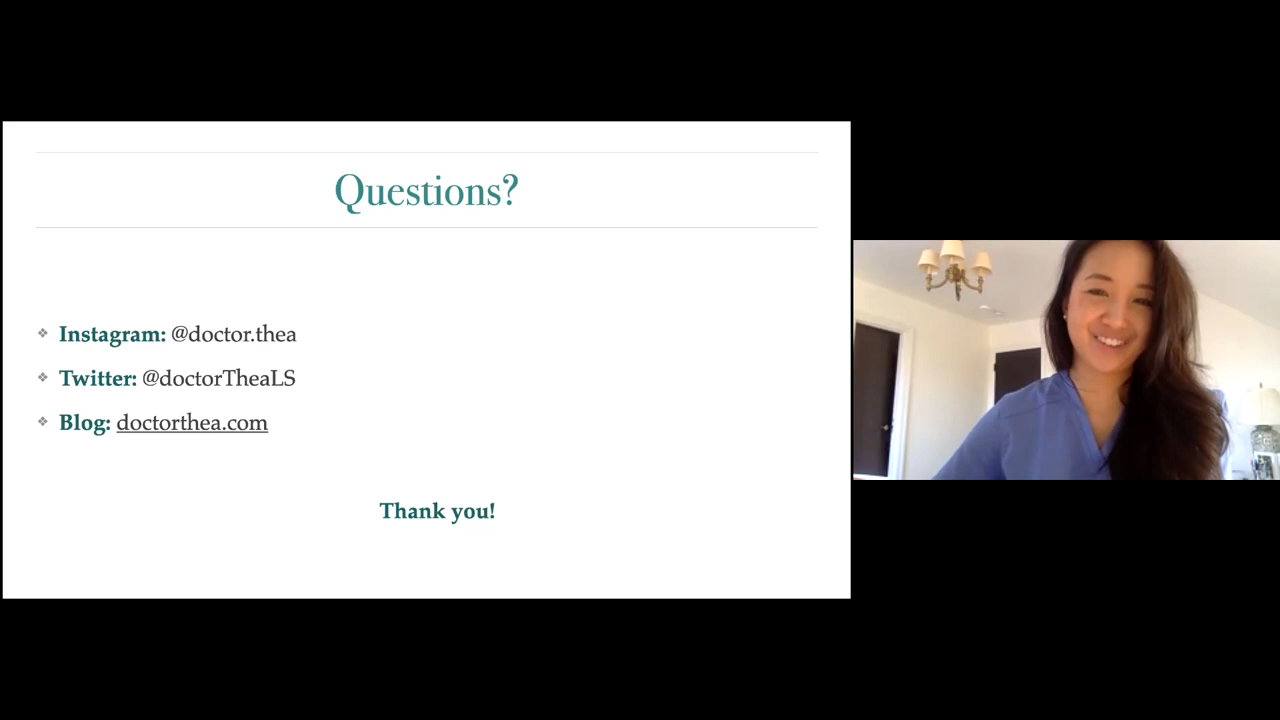 Questions?
Instagram: @doctor.thea
Twitter: @doctorTheaLS
Blog: doctorthea.com
Thank you!